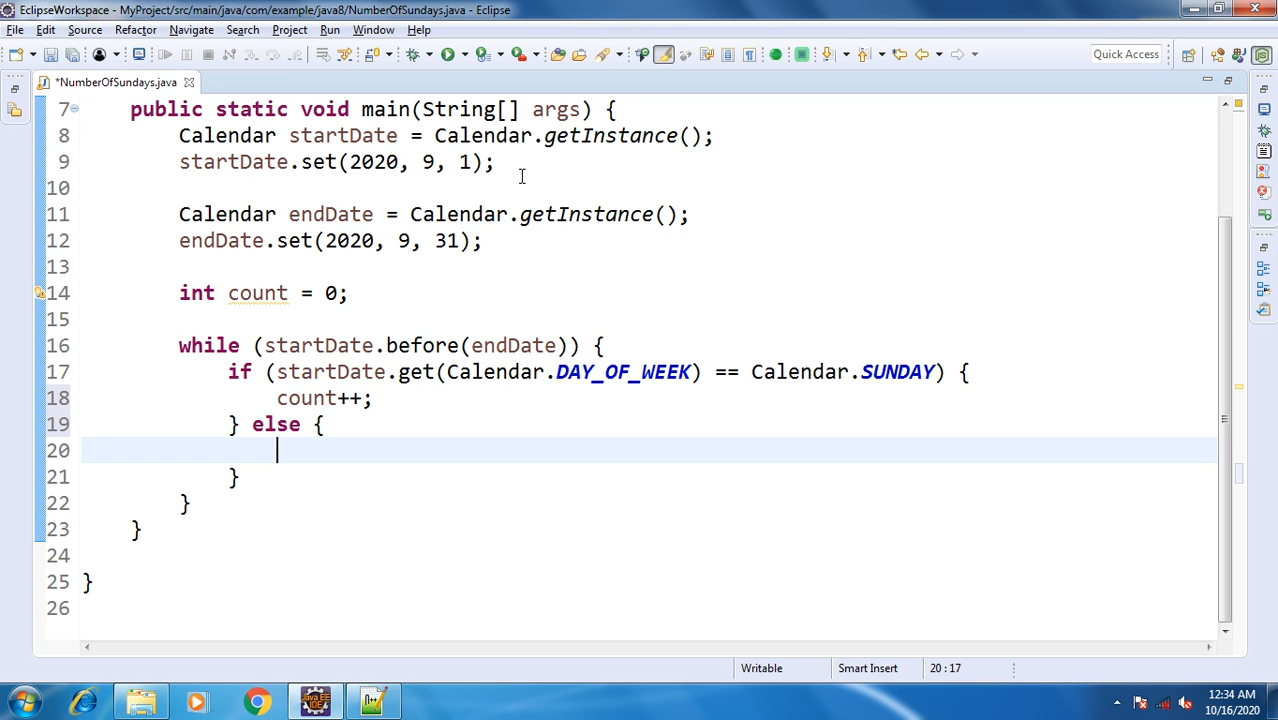 EclipseWorkspace - MyProject/src/main/java/com/example/java8/NumberOfSundays.java - Eclipse
File Edit Source Refactor Navigate Search Project Run Window Help
Quick Access
*NumberOfSundays.java
7 public static void main(String[] args) {
8 Calendar startDate = Calendar.getInstance();
9 startDate.set(2020, 9, 1);
10
11 Calendar endDate = Calendar.getInstance();
12 endDate.set(2020, 9, 31);
13
14 int count = 0;
15
16 while (startDate.before(endDate)) {
17 if (startDate.get(Calendar.DAY_OF_WEEK) == Calendar.SUNDAY) {
18 count++;
19 } else {
20
21 }
22 }
23 }
24
25 }
26
Writable Smart Insert 20 : 17
12:34 AM
10/16/2020